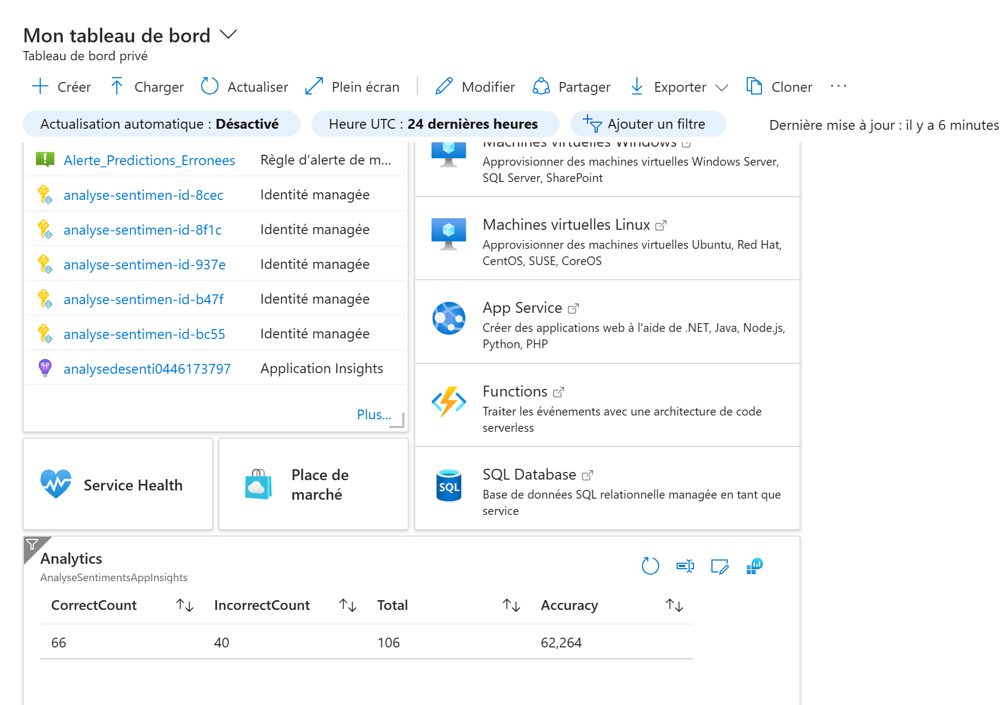 Mon tableau de bord
Tableau de bord privé
Créer
Charger
Actualiser
Plein écran
Modifier
Partager
Exporter
Cloner
Actualisation automatique : Désactivé
Heure UTC : 24 dernières heures
Ajouter un filtre
Dernière mise à jour : il y a 6 minutes
Alerte_Predictions_Erronees Règle d’alerte de m...
analyse-sentimen-id-8cec Identité managée
analyse-sentimen-id-8f1c Identité managée
analyse-sentimen-id-937e Identité managée
analyse-sentimen-id-b47f Identité managée
analyse-sentimen-id-bc55 Identité managée
analysedesenti0446173797 Application Insights
Plus...
Machines virtuelles Windows
Approvisionner des machines virtuelles Windows Server,
SQL Server, SharePoint
Machines virtuelles Linux
Approvisionner des machines virtuelles Ubuntu, Red Hat,
CentOS, SUSE, CoreOS
App Service
Créer des applications web à l'aide de .NET, Java, Node.js,
Python, PHP
Functions
Traiter les événements avec une architecture de code
serverless
SQL
SQL Database
Base de données SQL relationnelle managée en tant que
service
Service Health
Place de
marché
Analytics
AnalyseSentimentsAppInsights
CorrectCount IncorrectCount Total Accuracy
66 40 106 62,264